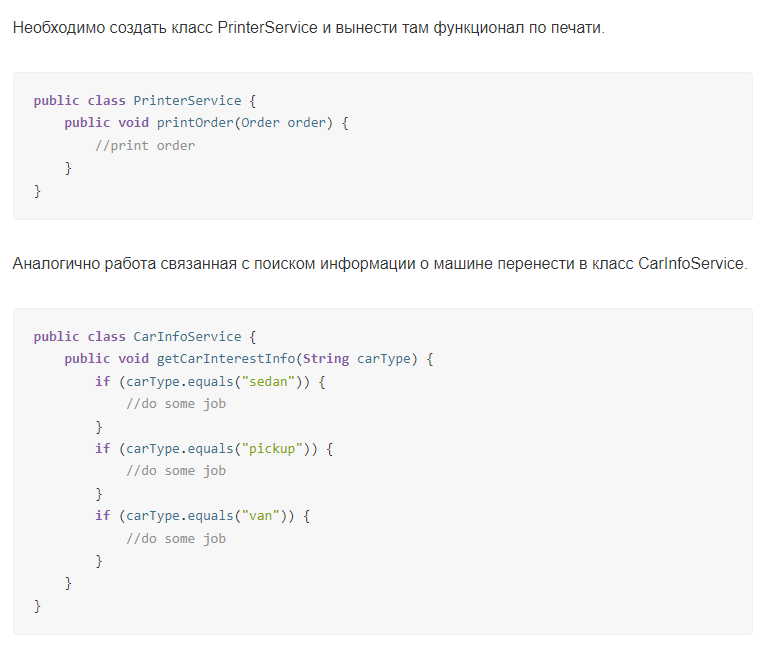 Необходимо создать класс PrinterService и вынести там функционал по печати.
public class PrinterService {
    public void printOrder(Order order) {
        //print order
    }
}
Аналогично работа связанная с поиском информации о машине перенести в класс CarInfoService.
public class CarInfoService {
    public void getCarInterestInfo(String carType) {
        if (carType.equals("sedan")) {
            //do some job
        }
        if (carType.equals("pickup")) {
            //do some job
        }
        if (carType.equals("van")) {
            //do some job
        }
    }
}